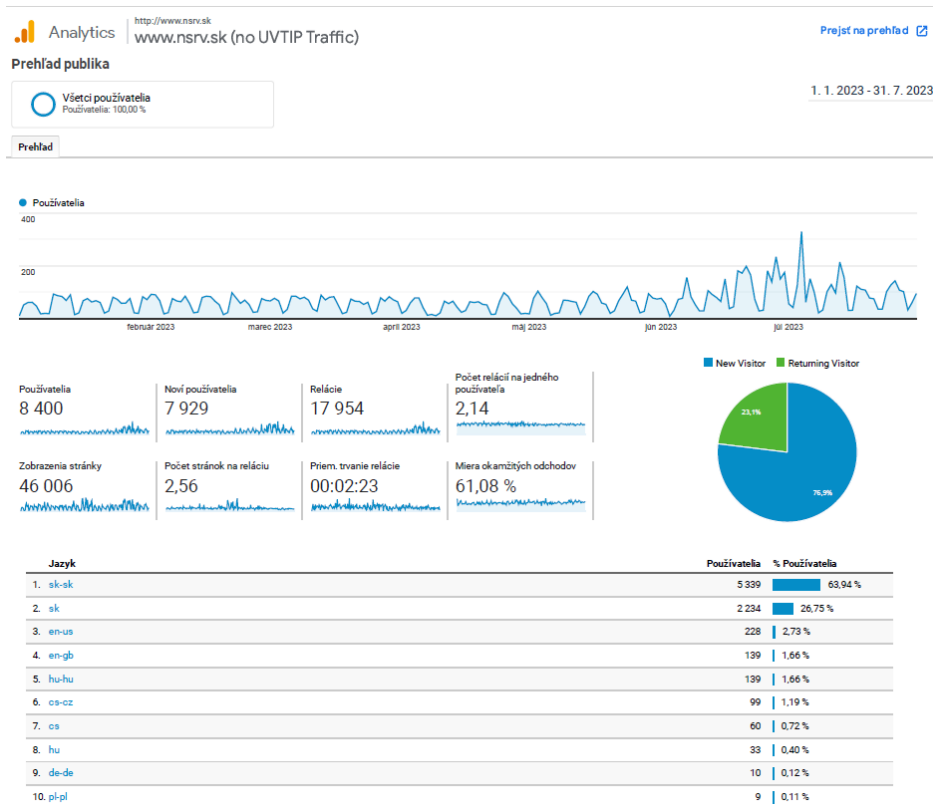 http://www.nsrv.sk
Analytics
www.nsrv.sk (no UVTIP Traffic)
Prejsť na prehľad
Prehľad publika
Všetci používatelia
Používatelia: 100,00 %
1. 1. 2023 - 31. 7. 2023
Prehľad
Používatelia
400
200
február 2023 marec 2023 apríl 2023 máj 2023 jún 2023 júl 2023
New Visitor Returning Visitor
Používatelia
8 400
Noví používatelia
7 929
Relácie
17 954
Počet relácií na jedného
používateľa
2,14
Zobrazenia stránky
46 006
Počet stránok na reláciu
2,56
Priem. trvanie relácie
00:02:23
Miera okamžitých odchodov
61,08 %
23,1%
76,9%
Jazyk Používatelia % Používatelia
1. sk-sk 5 339 63,94 %
2. sk 2 234 26,75 %
3. en-us 228 2,73 %
4. en-gb 139 1,66 %
5. hu-hu 139 1,66 %
6. cs-cz 99 1,19 %
7. cs 60 0,72 %
8. hu 33 0,40 %
9. de-de 10 0,12 %
10. pl-pl 9 0,11 %